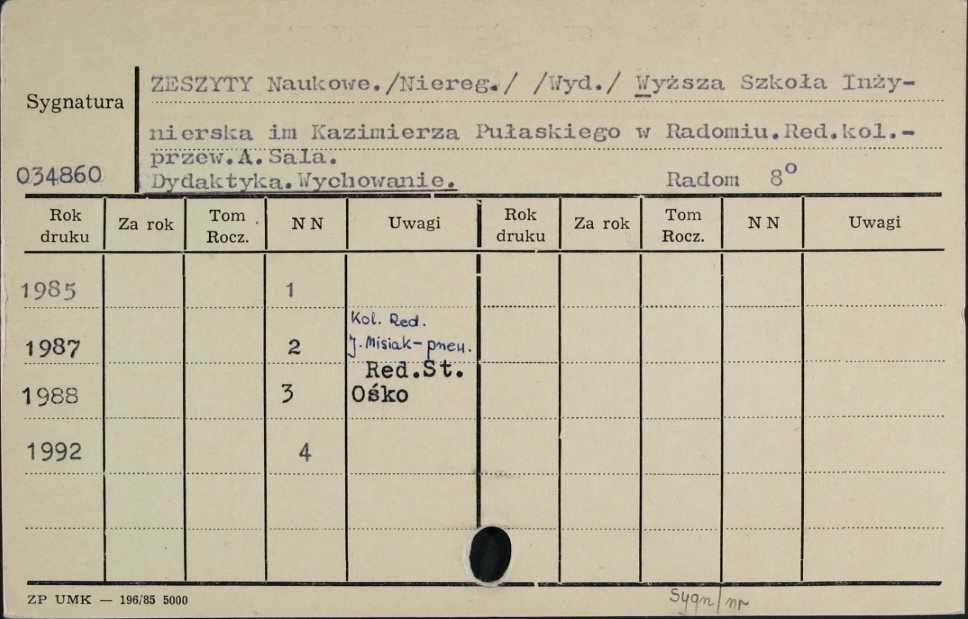 ZESZYTY Naukowe./Niereg./ /Wyd./ Wyższa Szkoła Inży-
Sygnatura
nierska im Kazimierza Pułaskiego w Radomiu.Red.kol.-
przew.A.Sala.
034860
Dydaktyka.Wychowanie. Radom 8°
Rok druku Za rok Tom Rocz. N N Uwagi Rok druku Za rok Tom Rocz. N N Uwagi
1985 1
Kol. Red.
1987 2 J. Misiak-
Red.St.
1988 3 Ośko
1992 4
ZP UMK — 196/85 5000
Sygn/nr